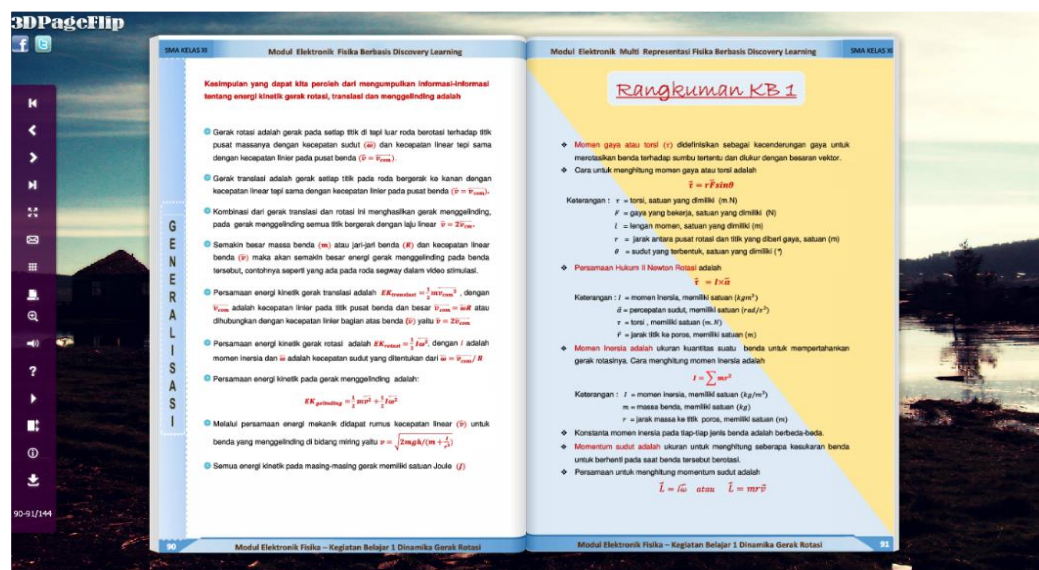 3DPageFlip
SMA KELAS XI
Modul Elektronik Fisika Berbasis Discovery Learning
Kesimpulan yang dapat kita peroleh dari mengumpulkan informasi-informasi
tentang energi kinetik gerak rotasi, translasi dan menggelinding adalah
Gerak rotasi adalah gerak pada setiap titik di tepi luar roda berotasi terhadap titik
pusat massanya dengan kecepatan sudut (ω) dan kecepatan linear tepi sama
dengan kecepatan linier pada pusat benda (v = v_com).
Gerak translasi adalah gerak setiap titik pada roda bergerak ke kanan dengan
kecepatan linear tepi sama dengan kecepatan linier pada pusat benda (v = v_com).
Kombinasi dari gerak translasi dan rotasi ini menghasilkan gerak menggelinding,
pada gerak menggelinding semua titik bergerak dengan laju linear v = 2v_com.
Semakin besar massa benda (m) atau jari-jari benda (R) dan kecepatan linear
benda (v) maka akan semakin besar energi gerak menggelinding pada benda
tersebut, contohnya seperti yang ada pada roda segway dalam video stimulasi.
Persamaan energi kinetik gerak translasi adalah EK_translasi = ½ m v_com², dengan
v_com adalah kecepatan linier pada titik pusat benda dan besar v_com = ωR atau
dihubungkan dengan kecepatan linier bagian atas benda (v) yaitu v = 2v_com
Persamaan energi kinetik gerak rotasi adalah EK_rotasi = ½ Iω², dengan I adalah
momen inersia dan ω adalah kecepatan sudut yang ditentukan dari ω = v_com / R
Persamaan energi kinetik pada gerak menggelinding adalah:
EK_gelinding = ½ mv² + ½ Iω²
Melalui persamaan energi mekanik didapat rumus kecepatan linear (v) untuk
benda yang menggelinding di bidang miring yaitu v = √(2mgh/(m + I/r²))
Semua energi kinetik pada masing-masing gerak memiliki satuan Joule (J)
GENERALISASI
90
Modul Elektronik Fisika – Kegiatan Belajar 1 Dinamika Gerak Rotasi
Modul Elektronik Multi Representasi Fisika Berbasis Discovery Learning
SMA KELAS XI
Rangkuman KB 1
Momen gaya atau torsi (τ) didefinisikan sebagai kecenderungan gaya untuk
merotasikan benda terhadap sumbu tertentu dan diukur dengan besaran vektor.
Cara untuk menghitung momen gaya atau torsi adalah
τ = rF sinθ
Keterangan : τ = torsi, satuan yang dimiliki (m.N)
F = gaya yang bekerja, satuan yang dimiliki (N)
l = lengan momen, satuan yang dimiliki (m)
r = jarak antara pusat rotasi dan titik yang diberi gaya, satuan (m)
θ = sudut yang terbentuk, satuan yang dimiliki (°)
Persamaan Hukum II Newton Rotasi adalah
τ = I×α
Keterangan : I = momen inersia, memiliki satuan (kgm²)
α = percepatan sudut, memiliki satuan (rad/s²)
τ = torsi , memiliki satuan (m.N)
r = jarak titik ke poros, memiliki satuan (m)
Momen Inersia adalah ukuran kuantitas suatu benda untuk mempertahankan
gerak rotasinya. Cara menghitung momen inersia adalah
I = ∑ mr²
Keterangan : I = momen inersia, memiliki satuan (kg/m²)
m = massa benda, memiliki satuan (kg)
r = jarak massa ke titik poros, memiliki satuan (m)
Konstanta momen inersia pada tiap-tiap jenis benda adalah berbeda-beda.
Momentum sudut adalah ukuran untuk menghitung seberapa kesukaran benda
untuk berhenti pada saat benda tersebut berotasi.
Persamaan untuk menghitung momentum sudut adalah
L = Iω atau L = mrv
Modul Elektronik Fisika – Kegiatan Belajar 1 Dinamika Gerak Rotasi
91
90-91/144